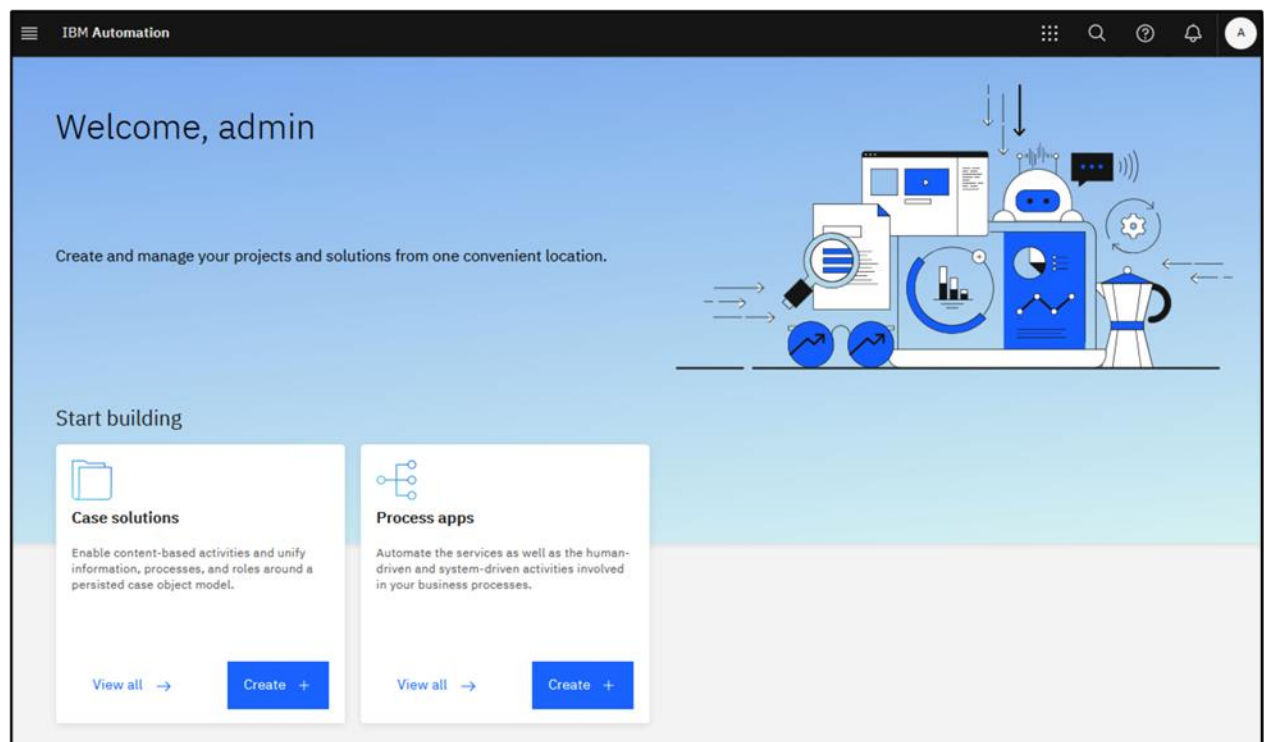 IBM Automation
A
Welcome, admin
Create and manage your projects and solutions from one convenient location.
Start building
Case solutions
Enable content-based activities and unify
information, processes, and roles around a
persisted case object model.
View all
Create
Process apps
Automate the services as well as the human-
driven and system-driven activities involved
in your business processes.
View all
Create